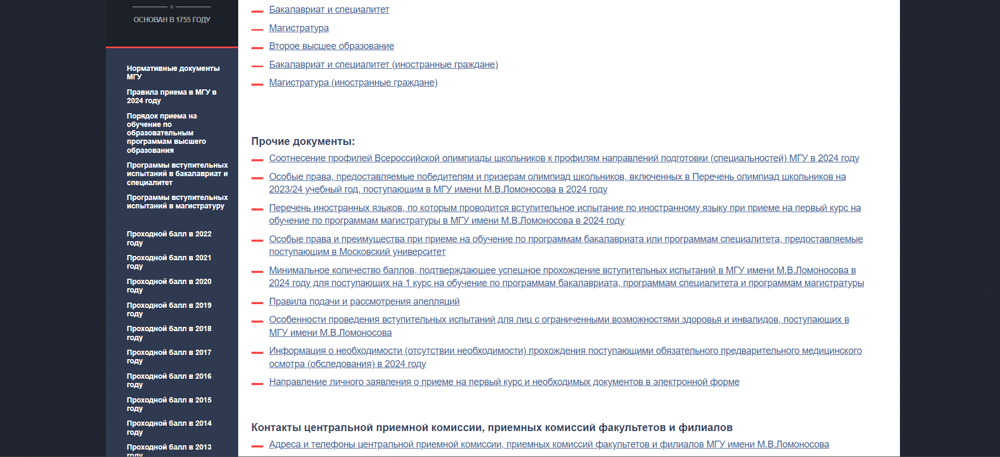 ОСНОВАН В 1755 ГОДУ
Нормативные документы
МГУ
Правила приема в МГУ в
2024 году
Порядок приема на
обучение по
образовательным
программам высшего
образования
Программы вступительных
испытаний в бакалавриат и
специалитет
Программы вступительных
испытаний в магистратуру
Проходной балл в 2022
году
Проходной балл в 2021
году
Проходной балл в 2020
году
Проходной балл в 2019
году
Проходной балл в 2018
году
Проходной балл в 2017
году
Проходной балл в 2016
году
Проходной балл в 2015
году
Проходной балл в 2014
году
Проходной балл в 2013
году
Бакалавриат и специалитет
Магистратура
Второе высшее образование
Бакалавриат и специалитет (иностранные граждане)
Магистратура (иностранные граждане)
Прочие документы:
Соотнесение профилей Всероссийской олимпиады школьников к профилям направлений подготовки (специальностей) МГУ в 2024 году
Особые права, предоставляемые победителям и призерам олимпиад школьников, включенных в Перечень олимпиад школьников на
2023/24 учебный год, поступающим в МГУ имени М.В.Ломоносова в 2024 году
Перечень иностранных языков, по которым проводится вступительное испытание по иностранному языку при приеме на первый курс на
обучение по программам магистратуры в МГУ имени М.В.Ломоносова в 2024 году
Особые права и преимущества при приеме на обучение по программам бакалавриата или программам специалитета, предоставляемые
поступающим в Московский университет
Минимальное количество баллов, подтверждающее успешное прохождение вступительных испытаний в МГУ имени М.В.Ломоносова в
2024 году для поступающих на 1 курс на обучение по программам бакалавриата, программам специалитета и программам магистратуры
Правила подачи и рассмотрения апелляций
Особенности проведения вступительных испытаний для лиц с ограниченными возможностями здоровья и инвалидов, поступающих в
МГУ имени М.В.Ломоносова
Информация о необходимости (отсутствии необходимости) прохождения поступающими обязательного предварительного медицинского
осмотра (обследования) в 2024 году
Направление личного заявления о приеме на первый курс и необходимых документов в электронной форме
Контакты центральной приемной комиссии, приемных комиссий факультетов и филиалов
Адреса и телефоны центральной приемной комиссии, приемных комиссий факультетов и филиалов МГУ имени М.В.Ломоносова